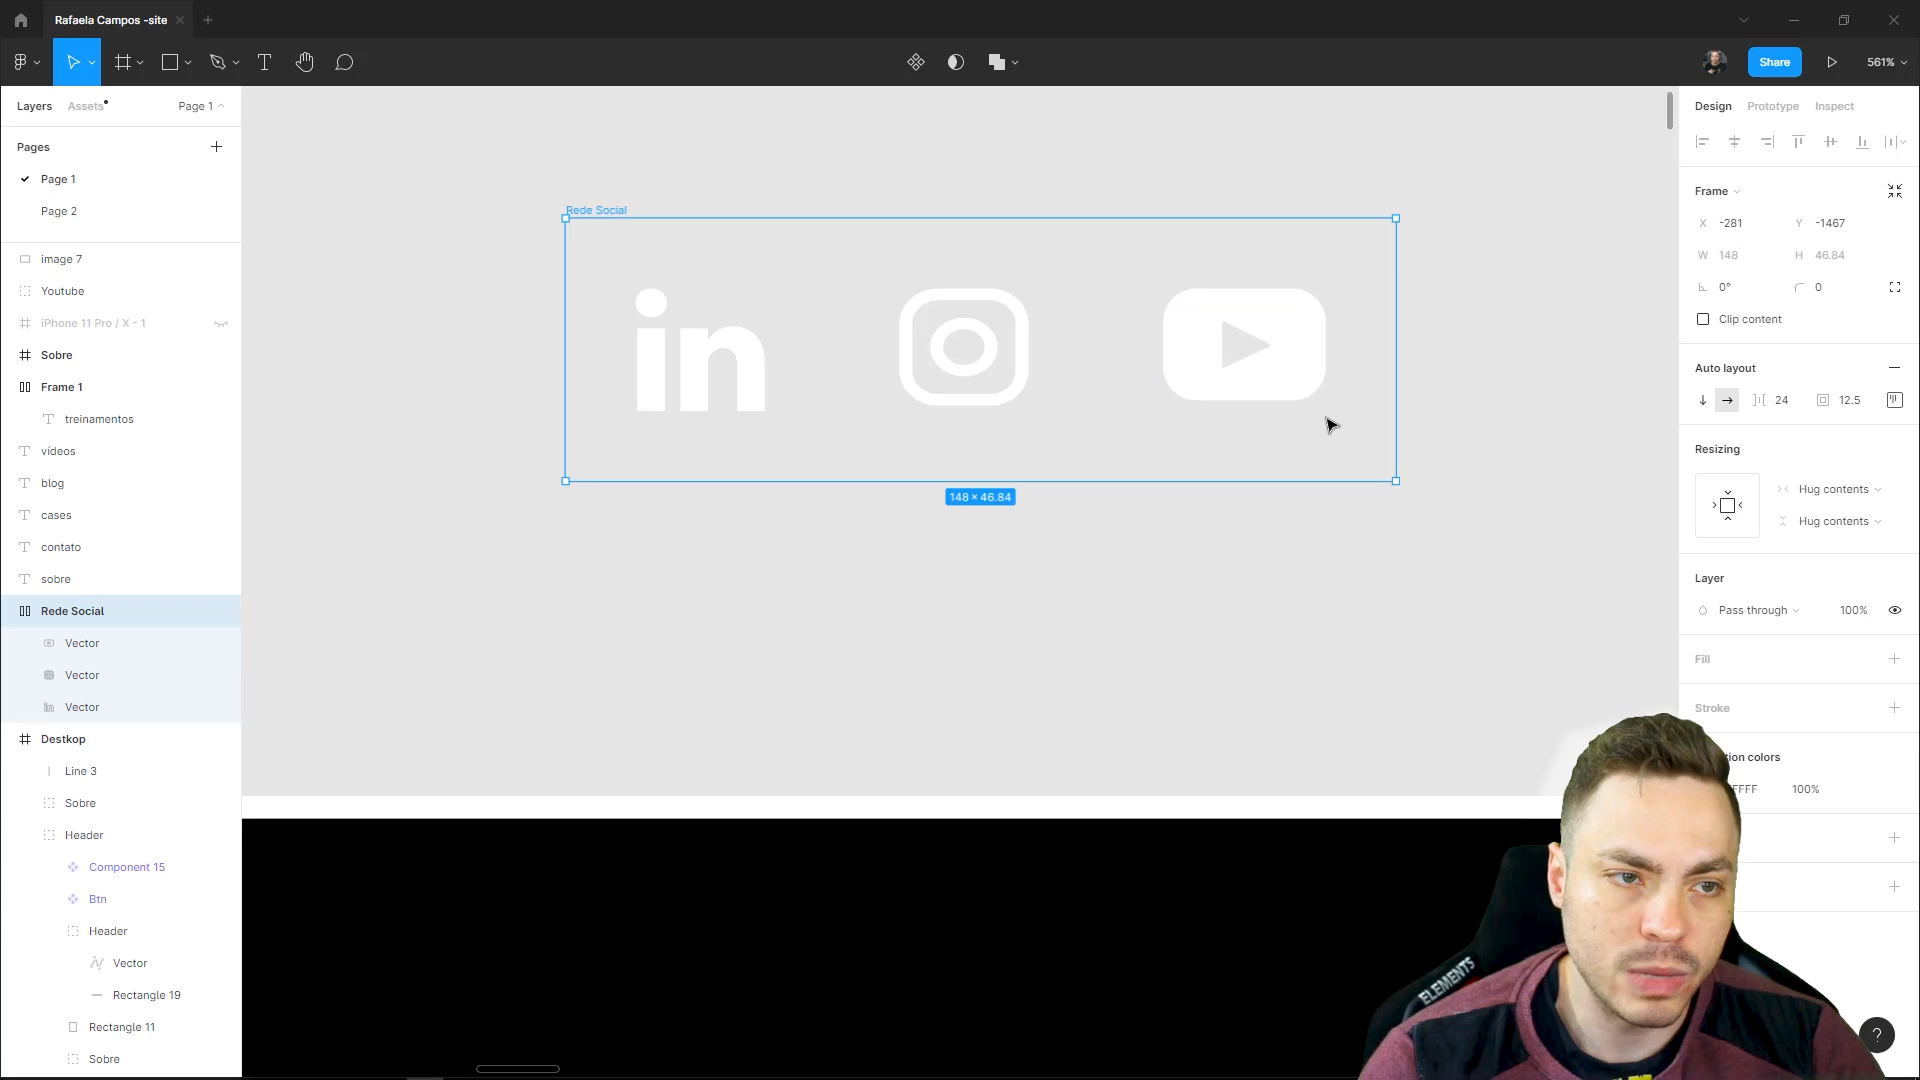 Rafaela Campos -site
Share
561%
Layers
Assets
Page 1
Pages
Page 1
Page 2
image 7
Youtube
iPhone 11 Pro / X - 1
Sobre
Frame 1
treinamentos
vídeos
blog
cases
contato
sobre
Rede Social
Vector
Vector
Vector
Destkop
Line 3
Sobre
Header
Component 15
Btn
Header
Vector
Rectangle 19
Rectangle 11
Sobre
Rede Social
in
148 × 46.84
Design
Prototype
Inspect
Frame
X -281
Y -1467
W 148
H 46.84
0°
0
Clip content
Auto layout
24
12.5
Resizing
Hug contents
Hug contents
Layer
Pass through
100%
Fill
Stroke
tion colors
FFFF
100%
ELEMENTS
?